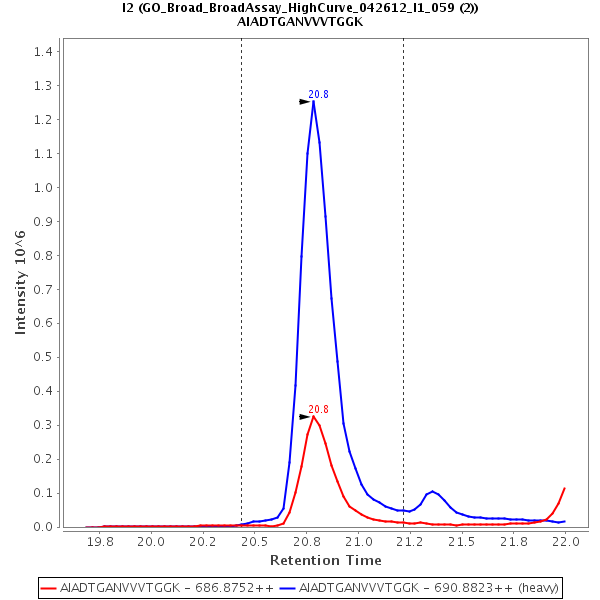 I2 (GO_Broad_BroadAssay_HighCurve_042612_I1_059 (2))
AIADTGANVVVTGGK
Intensity 10^6
1.4
1.3
1.2
1.1
1.0
0.9
0.8
0.7
0.6
0.5
0.4
0.3
0.2
0.1
0.0
20.8
20.8
19.8 20.0 20.2 20.5 20.8 21.0 21.2 21.5 21.8 22.0
Retention Time
AIADTGANVVVTGGK - 686.8752++ AIADTGANVVVTGGK - 690.8823++ (heavy)